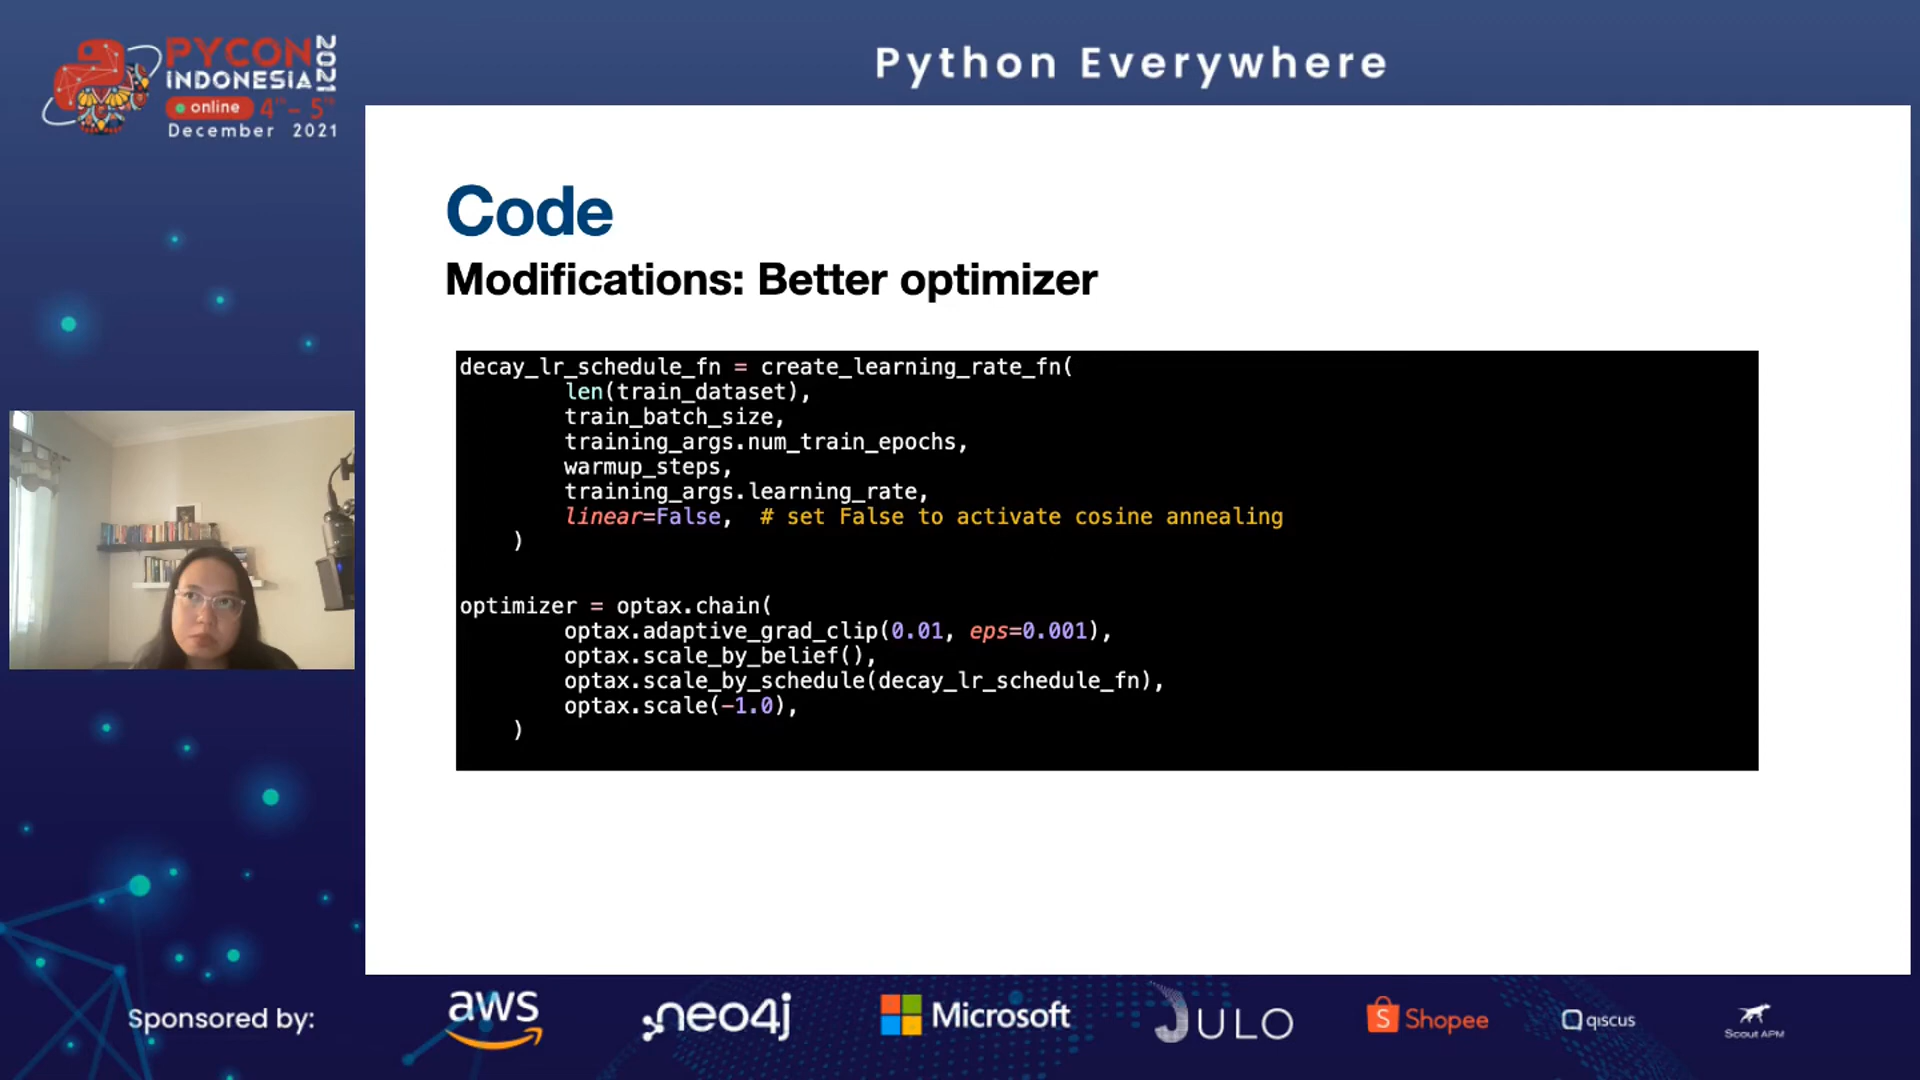 PYCON 2021
INDONESIA
online 4th - 5th
December 2021
Python Everywhere
Code
Modifications: Better optimizer
decay_lr_schedule_fn = create_learning_rate_fn(
len(train_dataset),
train_batch_size,
training_args.num_train_epochs,
warmup_steps,
training_args.learning_rate,
linear=False, # set False to activate cosine annealing
)
optimizer = optax.chain(
optax.adaptive_grad_clip(0.01, eps=0.001),
optax.scale_by_belief(),
optax.scale_by_schedule(decay_lr_schedule_fn),
optax.scale(-1.0),
)
Sponsored by:
aws
neo4j
Microsoft
JULO
Shopee
qiscus
Scout APM